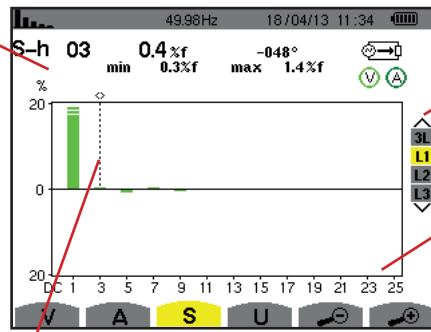 49.98Hz 18/04/13 11:34
S-h 03 0.4 %f -048°
min 0.3%f max 1.4%f
V A
%
20
0
20
3L
L1
L2
L3
DC 1 3 5 7 9 11 13 15 17 19 21 23 25
V A S U